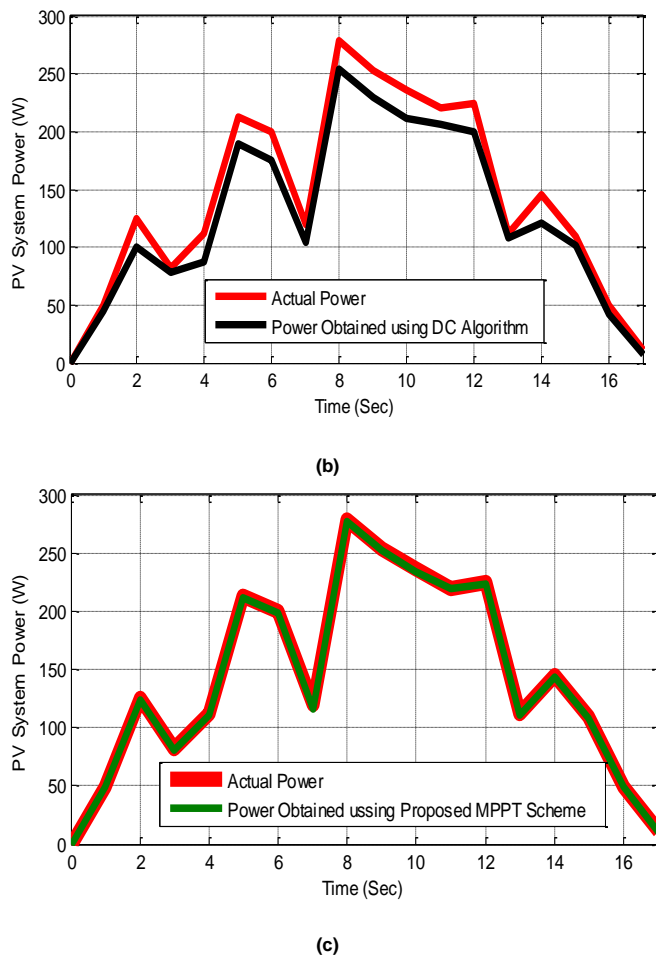 300
250
200
150
100
50
0
PV System Power (W)
Actual Power
Power Obtained using DC Algorithm
0 2 4 6 8 10 12 14 16
Time (Sec)
(b)
300
250
200
150
100
50
0
PV System Power (W)
Actual Power
Power Obtained ussing Proposed MPPT Scheme
0 2 4 6 8 10 12 14 16
Time (Sec)
(c)